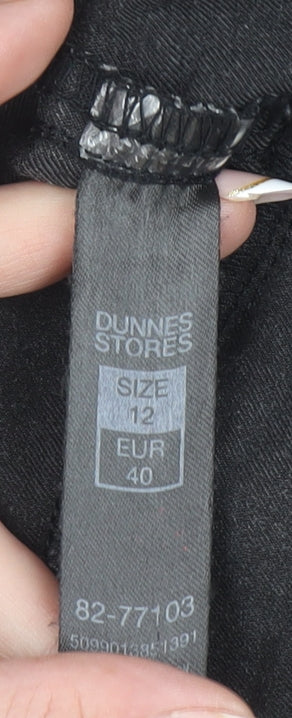 DUNNES
STORES
SIZE
12
EUR
40
82-77103
5099013851391